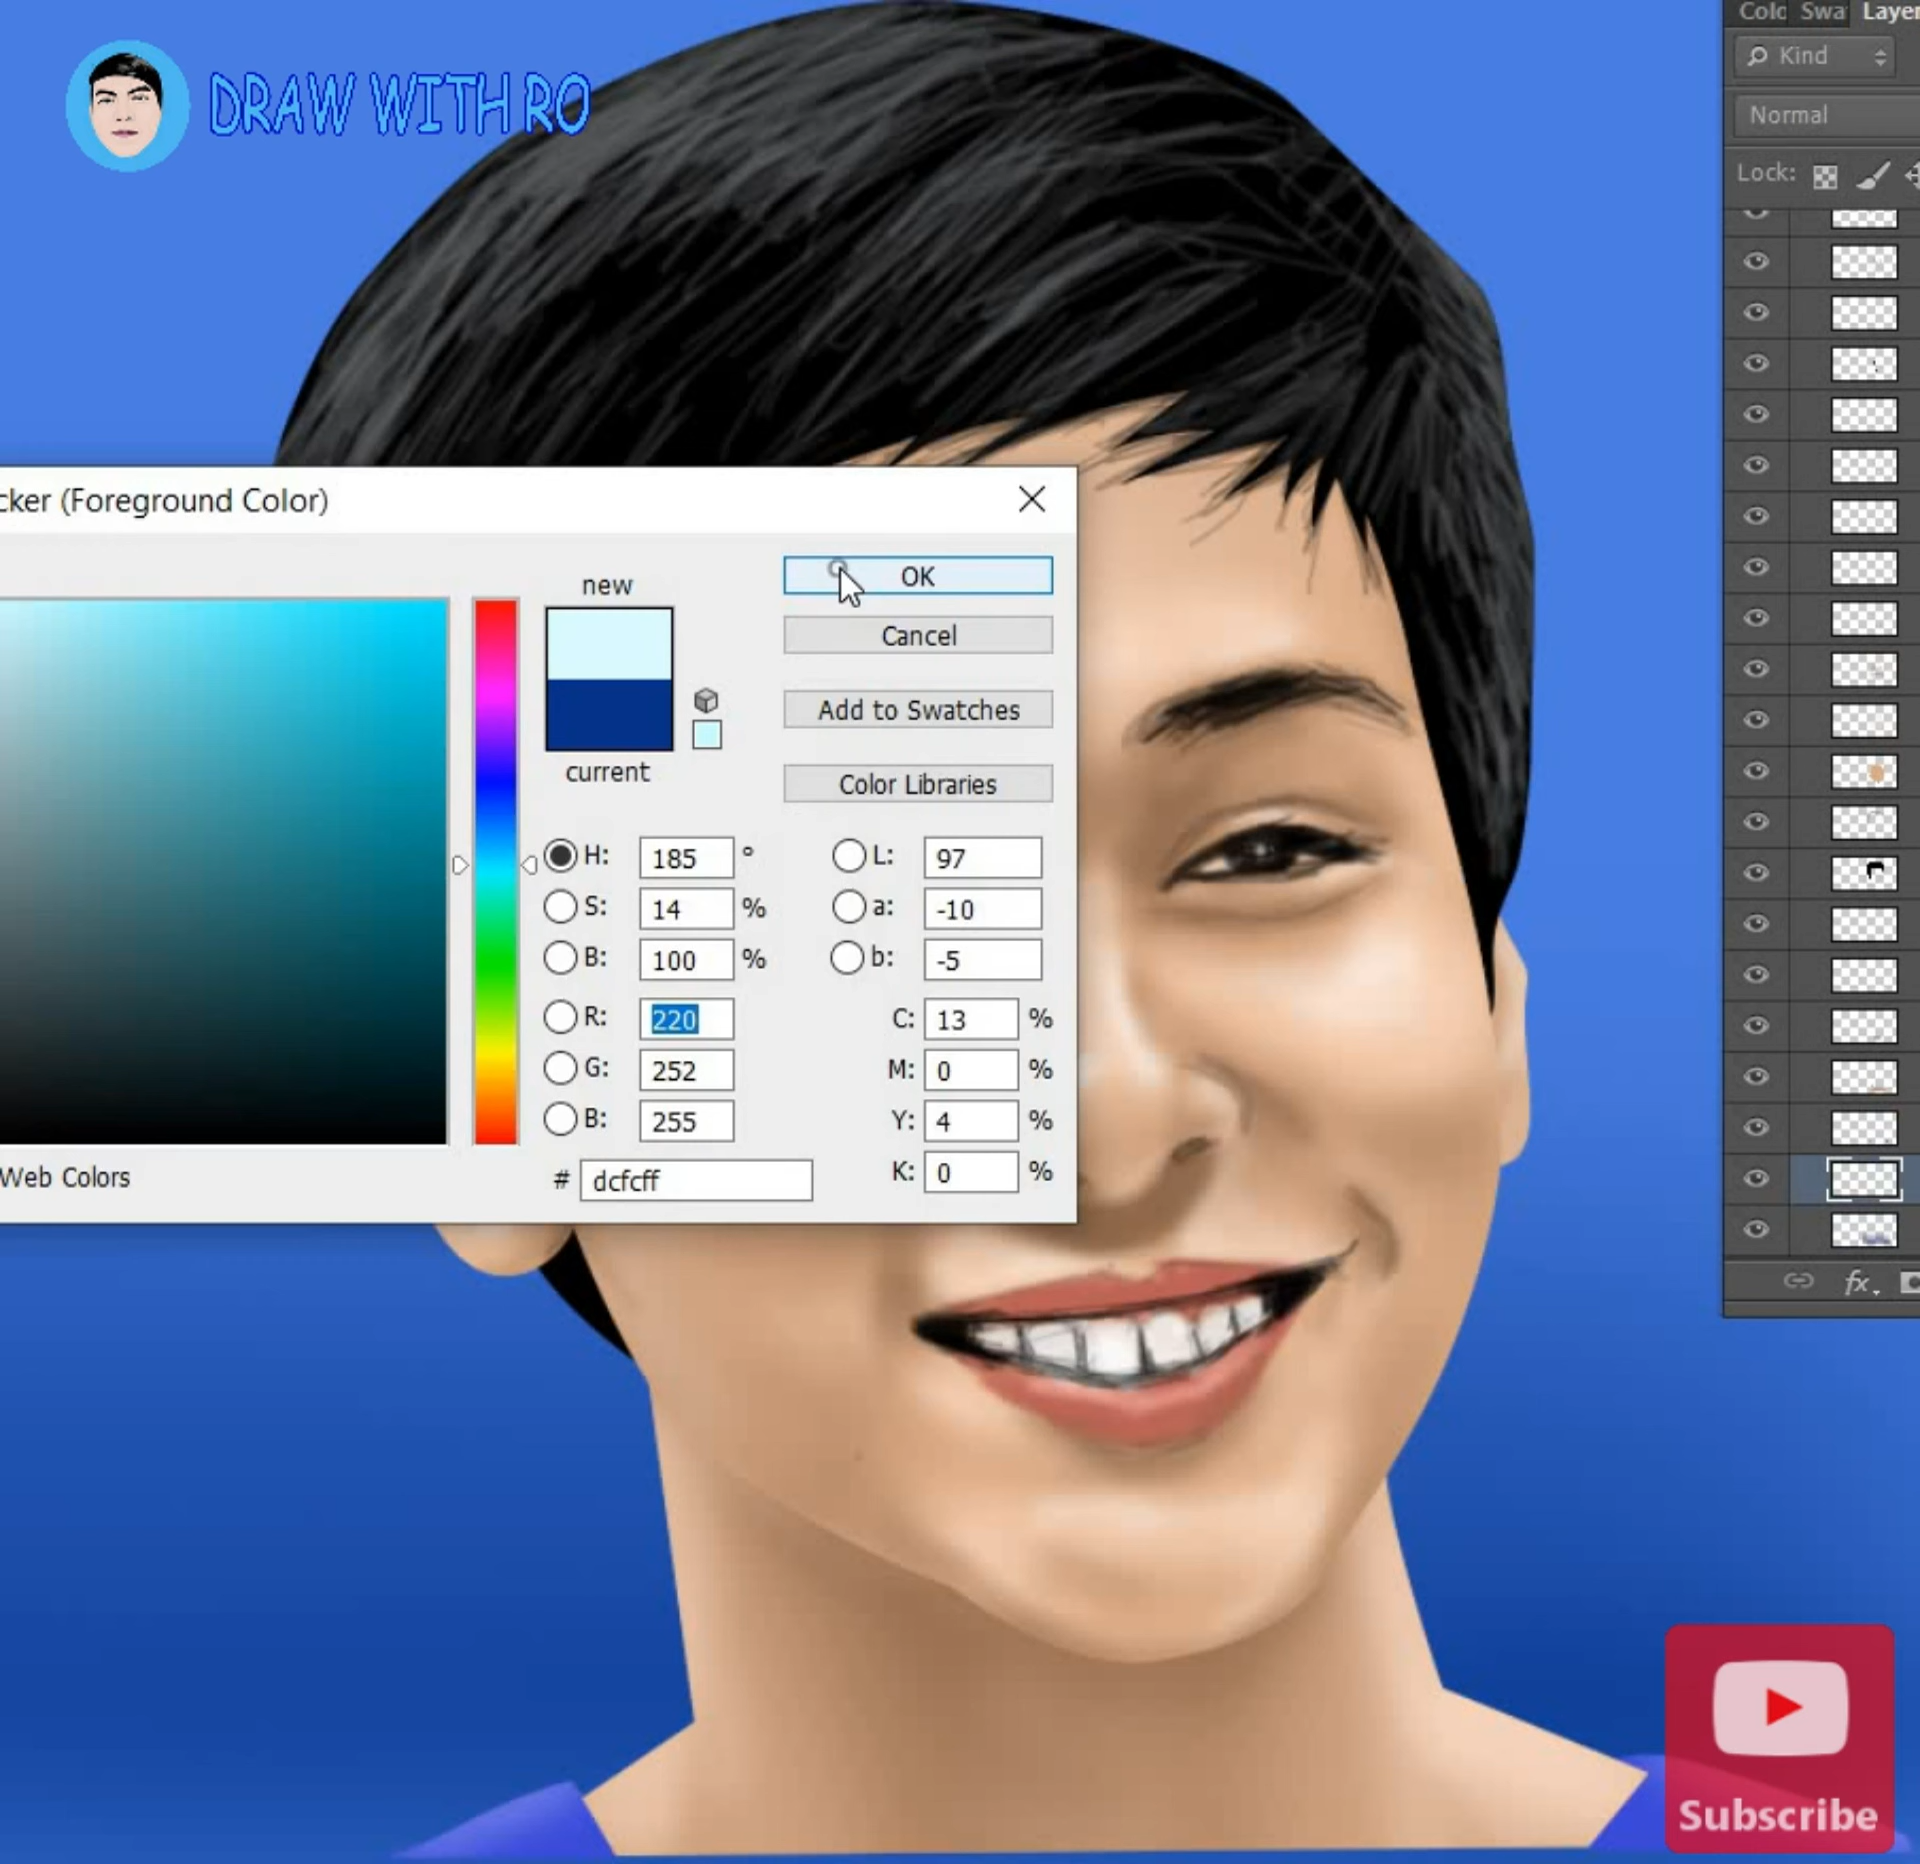 DRAW WITH RO
Colc Swa Layer
Kind
Normal
Lock:
cker (Foreground Color)
new
current
OK
Cancel
Add to Swatches
Color Libraries
H: 185 °
S: 14 %
B: 100 %
R: 220
G: 252
B: 255
# dcfcff
L: 97
a: -10
b: -5
C: 13 %
M: 0 %
Y: 4 %
K: 0 %
Web Colors
fx
Subscribe